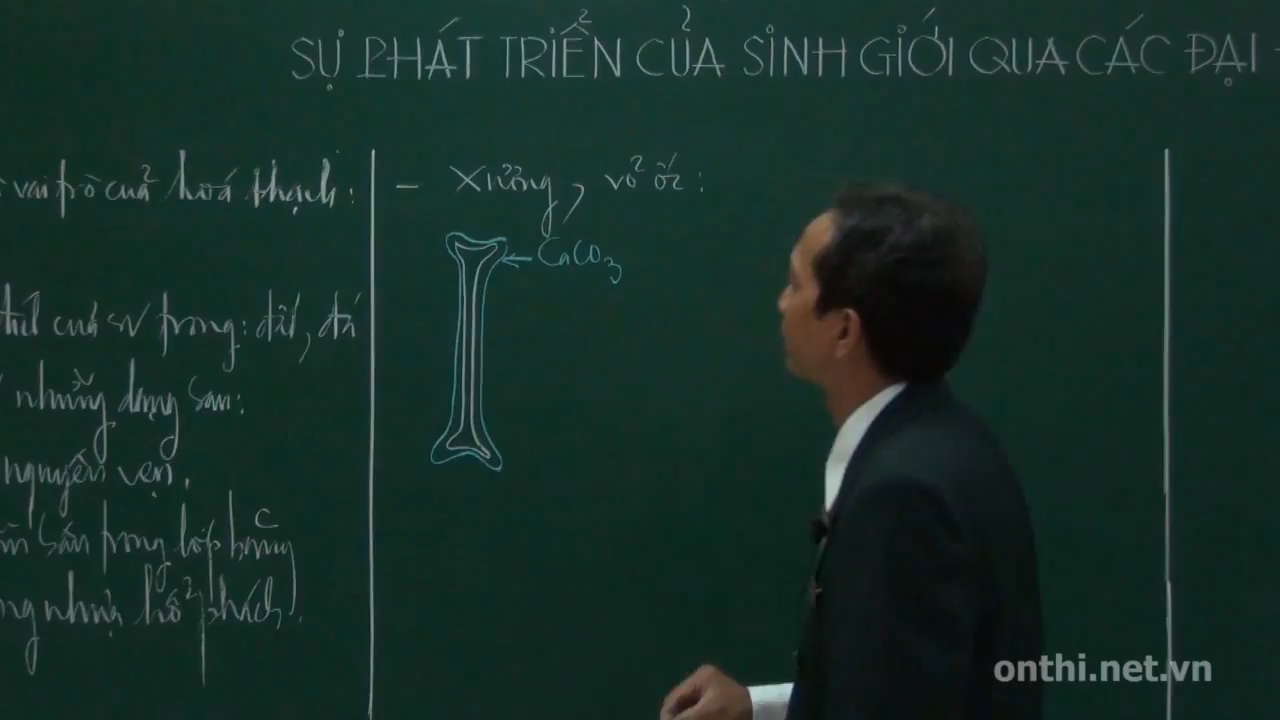 SỰ PHÁT TRIỂN CỦA SINH GIỚI QUA CÁC ĐẠI
vai trò của hoá thạch:
của SV trong: đất, đá
những dạng sau:
nguyên vẹn.
trong lớp băng
nhựa hổ phách.
- Xương, vỏ ốc:
CaCO3
onthi.net.vn